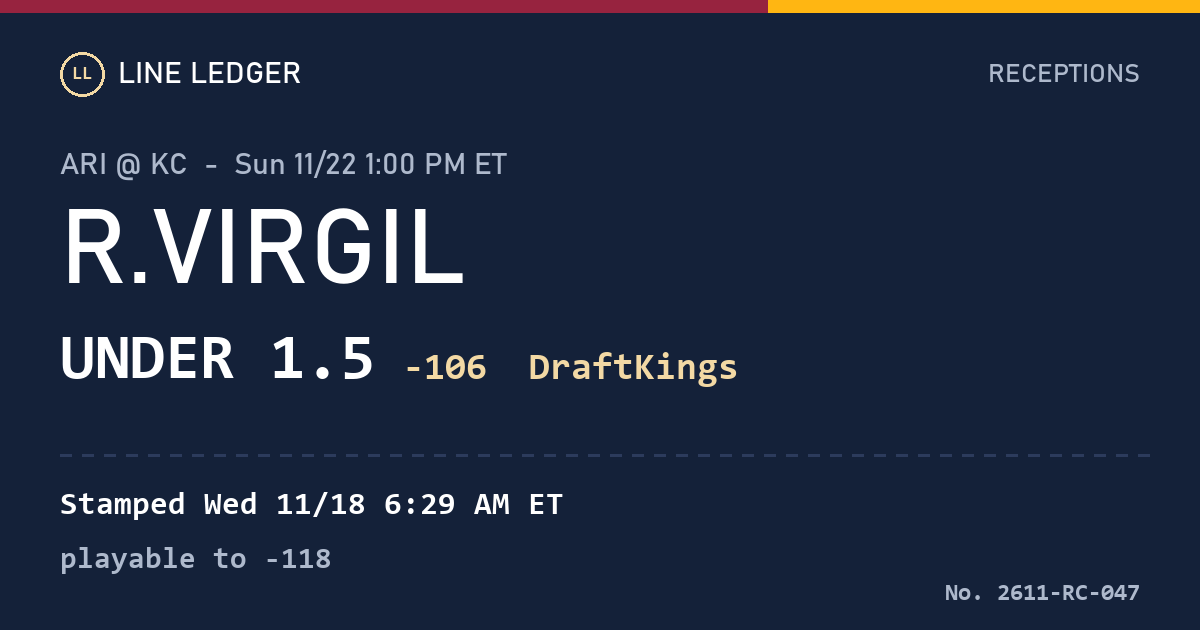 LL LINE LEDGER RECEPTIONS
ARI @ KC - Sun 11/22 1:00 PM ET
R.VIRGIL
UNDER 1.5 -106 DraftKings
Stamped Wed 11/18 6:29 AM ET
playable to -118
No. 2611-RC-047